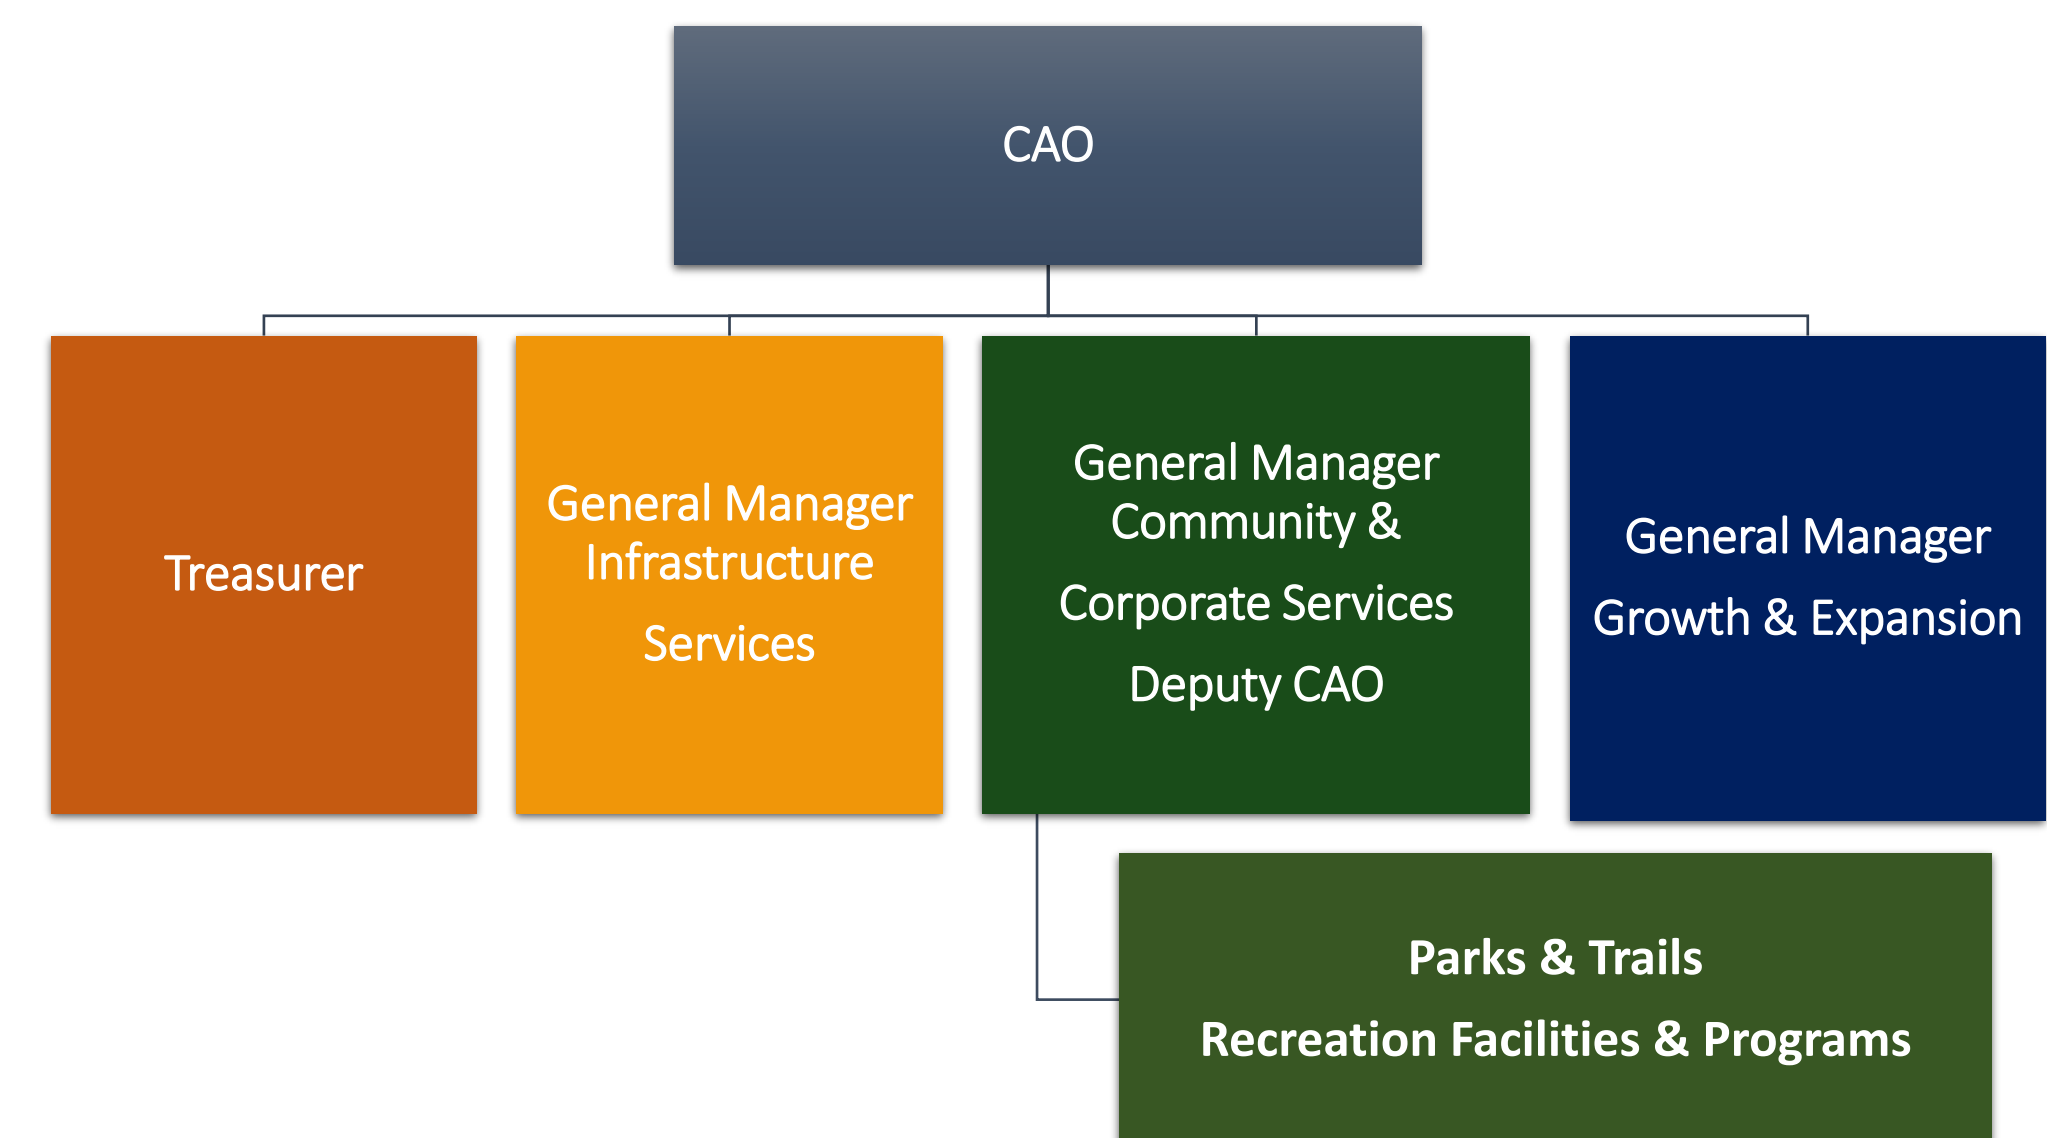 CAO
Treasurer
General Manager
Infrastructure
Services
General Manager
Community &
Corporate Services
Deputy CAO
General Manager
Growth & Expansion
Parks & Trails
Recreation Facilities & Programs